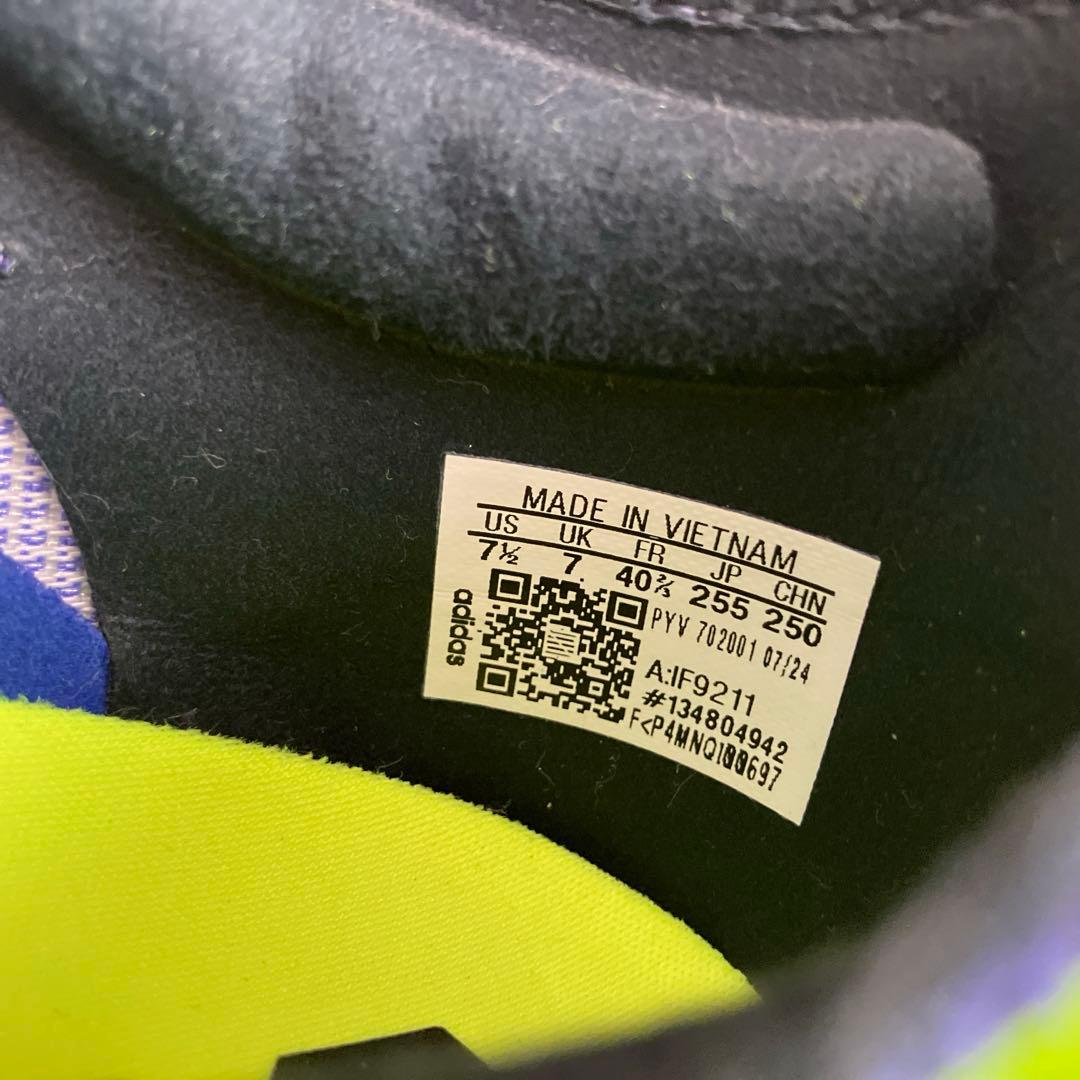 MADE IN VIETNAM
US UK FR JP CHN
7½ 7 40⅔ 255 250
adidas
PYV 702001 07/24
A:IF9211
#134804942